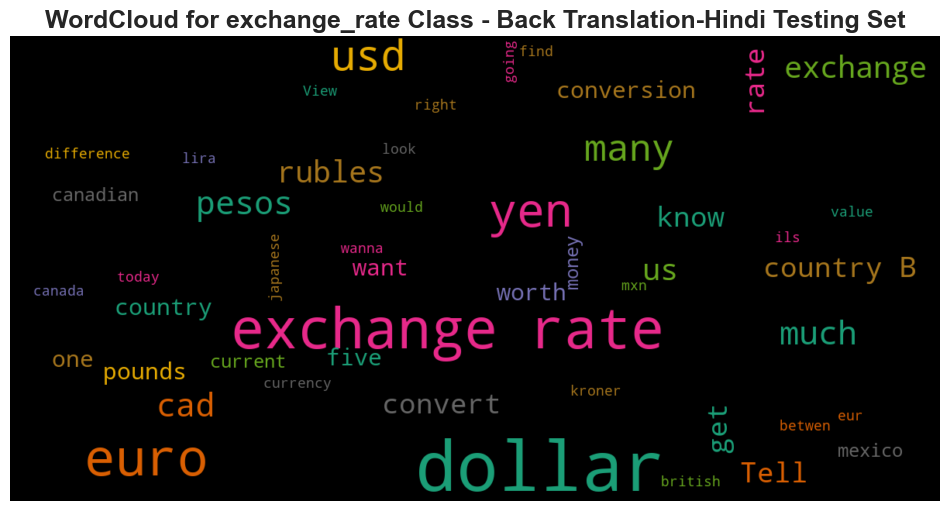 WordCloud for exchange_rate Class - Back Translation-Hindi Testing Set
usd
going
find
rate
exchange
View
right
conversion
difference
lira
look
many
rubles
canadian
pesos
would
yen
know
value
ils
japanese
wanna
want
money
us
country B
today
canada
mxn
worth
country
exchange rate
much
one
pounds
current
five
currency
kroner
cad
convert
get
betwen
eur
euro
dollar
british
Tell
mexico